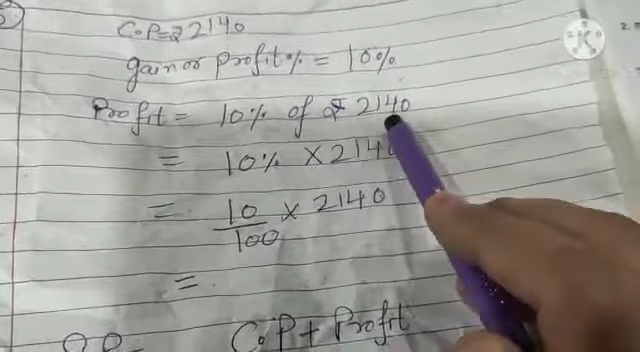 C.P = ₹ 2140
gain or profit% = 10%
Profit = 10% of ₹ 2140
= 10% × 2140
= 10/100 × 2140
=
C.P + Profit